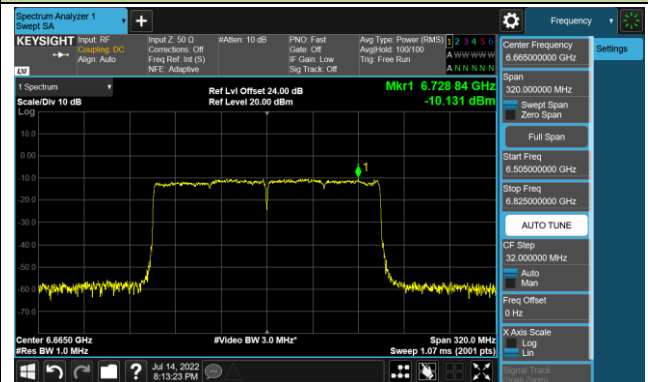 Spectrum Analyzer 1
Swept SA
Frequency
KEYSIGHT
Input: RF
Coupling: DC
Align: Auto
Input Z: 50 Ω
Corrections: Off
Freq Ref: Int (S)
NFE: Adaptive
#Atten: 10 dB
PNO: Fast
Gate: Off
IF Gain: Low
Sig Track: Off
Avg Type: Power (RMS)
Avg|Hold: 100/100
Trig: Free Run
1 2 3 4 5 6
A W W W W W
A N N N N N
LXI
1 Spectrum
Scale/Div 10 dB
Log
Ref Lvl Offset 24.00 dB
Ref Level 20.00 dBm
Mkr1 6.728 84 GHz
-10.131 dBm
10.0
0.00
-10.0
-20.0
-30.0
-40.0
-50.0
-60.0
-70.0
1
Center 6.6650 GHz
#Res BW 1.0 MHz
#Video BW 3.0 MHz*
Span 320.0 MHz
Sweep 1.07 ms (2001 pts)
Jul 14, 2022
8:13:23 PM
Center Frequency
6.665000000 GHz
Settings
Span
320.000000 MHz
Swept Span
Zero Span
Full Span
Start Freq
6.505000000 GHz
Stop Freq
6.825000000 GHz
AUTO TUNE
CF Step
32.000000 MHz
Auto
Man
Freq Offset
0 Hz
X Axis Scale
Log
Lin
Signal Track
(Span Zoom)